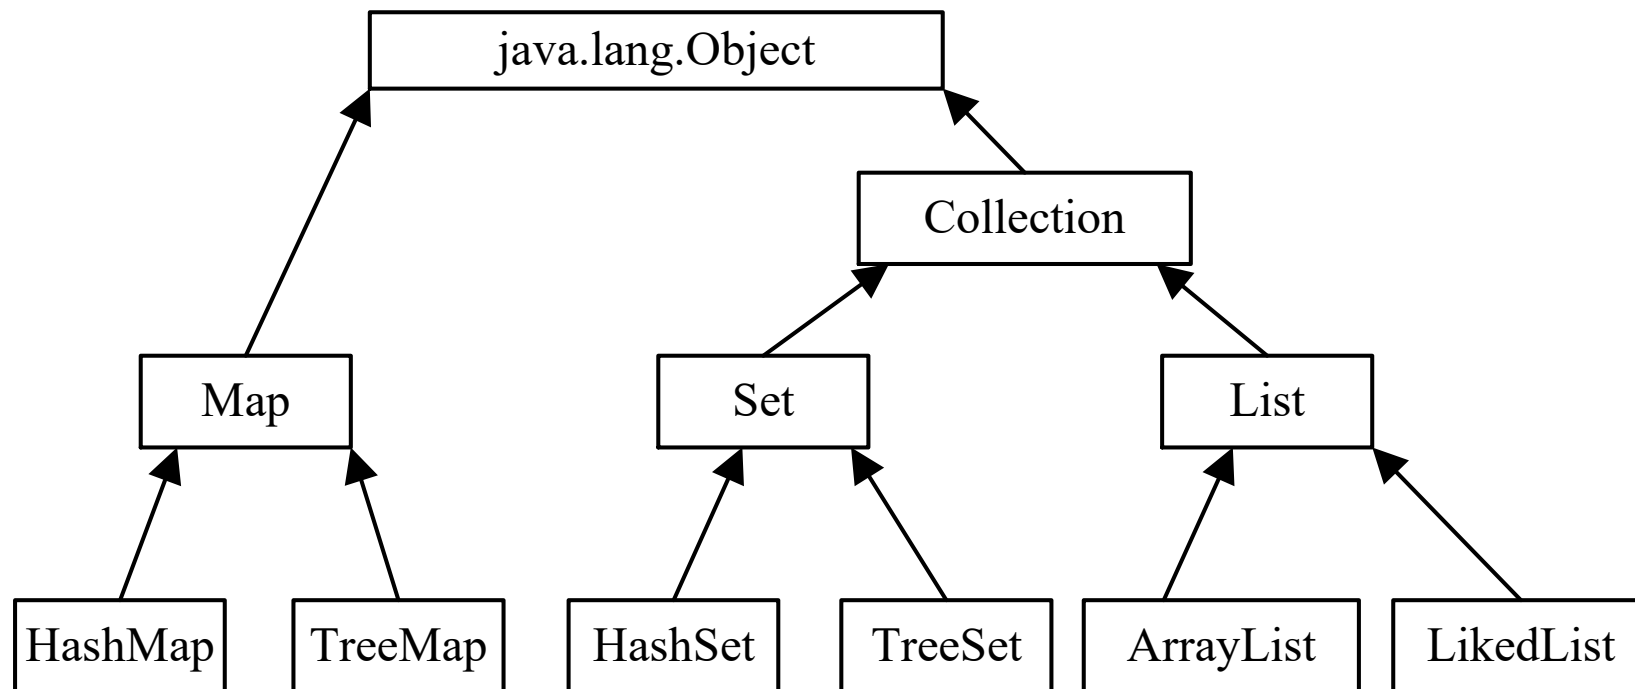 java.lang.Object
Collection
Map
Set
List
HashMap
TreeMap
HashSet
TreeSet
ArrayList
LikedList